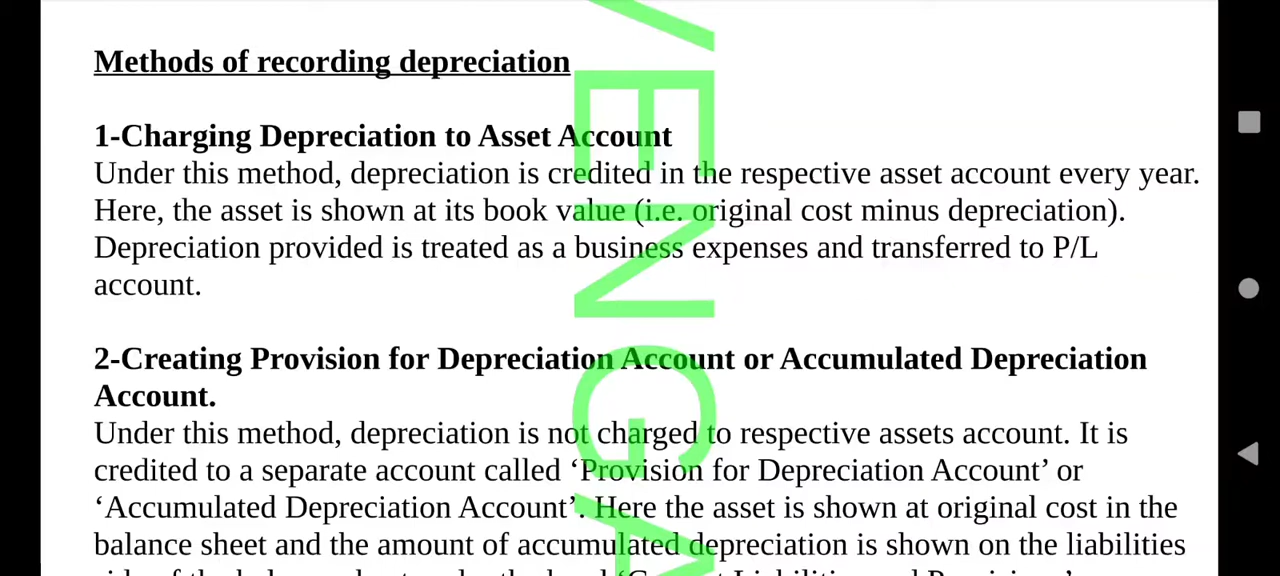 Methods of recording depreciation
1-Charging Depreciation to Asset Account
Under this method, depreciation is credited in the respective asset account every year.
Here, the asset is shown at its book value (i.e. original cost minus depreciation).
Depreciation provided is treated as a business expenses and transferred to P/L
account.
2-Creating Provision for Depreciation Account or Accumulated Depreciation
Account.
Under this method, depreciation is not charged to respective assets account. It is
credited to a separate account called ‘Provision for Depreciation Account’ or
‘Accumulated Depreciation Account’. Here the asset is shown at original cost in the
balance sheet and the amount of accumulated depreciation is shown on the liabilities